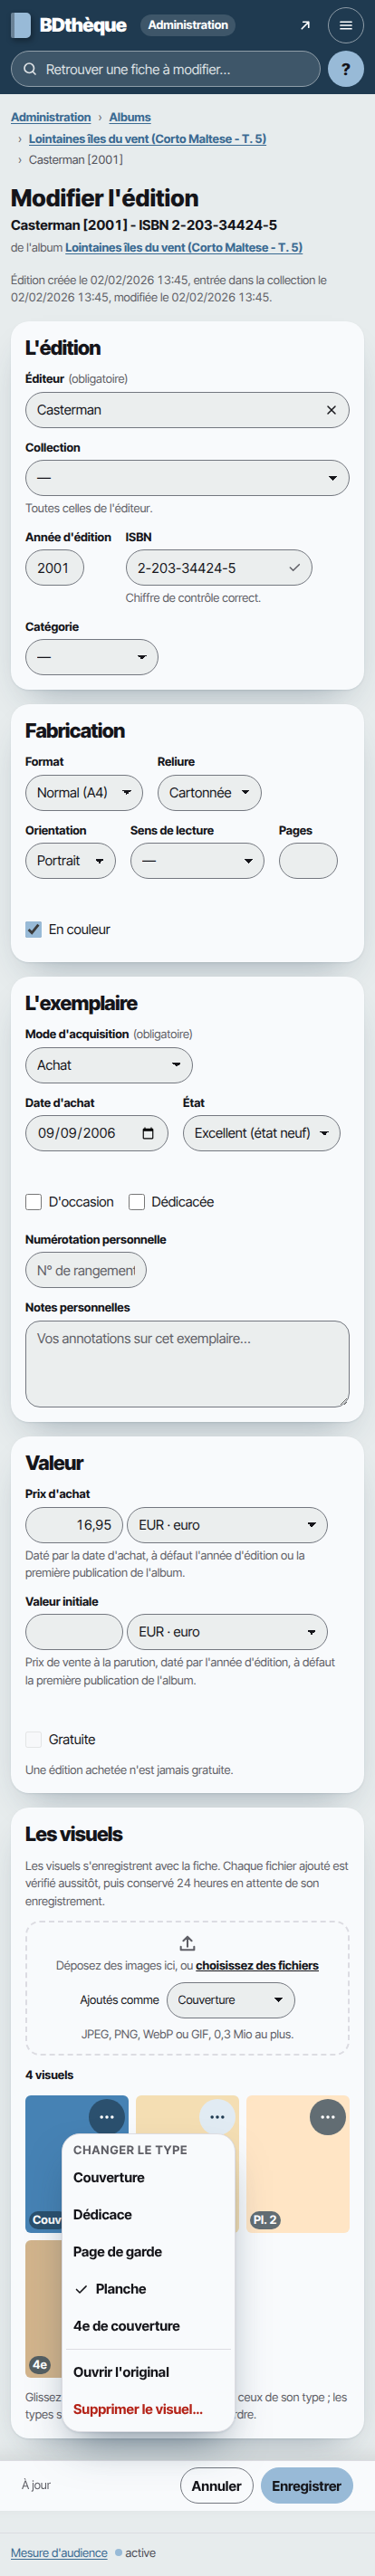 BDthèque Administration
Retrouver une fiche à modifier... ?
Administration › Albums
› Lointaines îles du vent (Corto Maltese - T. 5)
› Casterman [2001]
Modifier l'édition
Casterman [2001] - ISBN 2-203-34424-5
de l'album Lointaines îles du vent (Corto Maltese - T. 5)
Édition créée le 02/02/2026 13:45, entrée dans la collection le
02/02/2026 13:45, modifiée le 02/02/2026 13:45.
L'édition
Éditeur (obligatoire)
Casterman
Collection
—
Toutes celles de l'éditeur.
Année d'édition ISBN
2001 2-203-34424-5
Chiffre de contrôle correct.
Catégorie
—
Fabrication
Format Reliure
Normal (A4) Cartonnée
Orientation Sens de lecture Pages
Portrait —
En couleur
L'exemplaire
Mode d'acquisition (obligatoire)
Achat
Date d'achat État
09/09/2006 Excellent (état neuf)
D'occasion Dédicacée
Numérotation personnelle
N° de rangement
Notes personnelles
Vos annotations sur cet exemplaire...
Valeur
Prix d'achat
16,95 EUR · euro
Daté par la date d'achat, à défaut l'année d'édition ou la
première publication de l'album.
Valeur initiale
EUR · euro
Prix de vente à la parution, daté par l'année d'édition, à défaut
la première publication de l'album.
Gratuite
Une édition achetée n'est jamais gratuite.
Les visuels
Les visuels s'enregistrent avec la fiche. Chaque fichier ajouté est
vérifié aussitôt, puis conservé 24 heures en attente de son
enregistrement.
Déposez des images ici, ou choisissez des fichiers
Ajoutés comme Couverture
JPEG, PNG, WebP ou GIF, 0,3 Mio au plus.
4 visuels
CHANGER LE TYPE
Couverture
Dédicace
Couv Pl. 2
Page de garde
Planche
4e de couverture
4e
Ouvrir l'original
Glissez ceux de son type ; les
Supprimer le visuel...
types s dre.
À jour Annuler Enregistrer
Mesure d'audience active